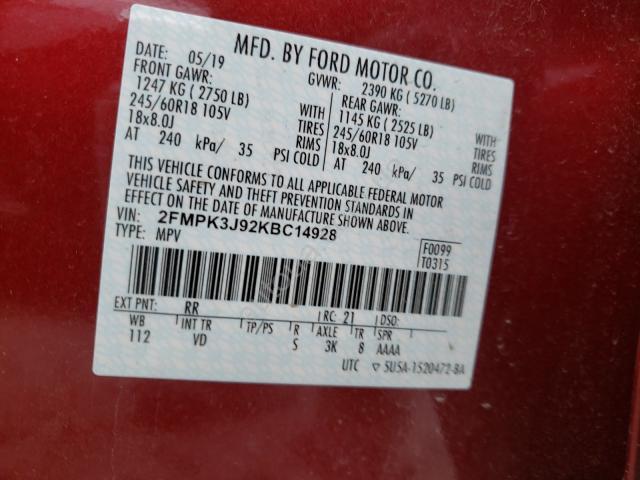 MFD. BY FORD MOTOR CO.
DATE: 05/19 GVWR: 2390 KG (5270 LB)
FRONT GAWR: REAR GAWR:
1247 KG (2750 LB) WITH 1145 KG (2525 LB) WITH
245/60R18 105V TIRES 245/60R18 105V TIRES
18x8.0J RIMS 18x8.0J RIMS
AT 240 kPa/ 35 PSI COLD AT 240 kPa/ 35 PSI COLD
THIS VEHICLE CONFORMS TO ALL APPLICABLE FEDERAL MOTOR
VEHICLE SAFETY AND THEFT PREVENTION STANDARDS IN
EFFECT ON THE DATE OF MANUFACTURE SHOWN ABOVE.
VIN: 2FMPK3J92KBC14928
TYPE: MPV
F0099
T0315
EXT PNT: RR RC: 21 DSO:
WB INT TR TP/PS R AXLE TR SPR
112 VD S 3K 8 AAAA
UTC ▽ 5U5A-1520472-BA